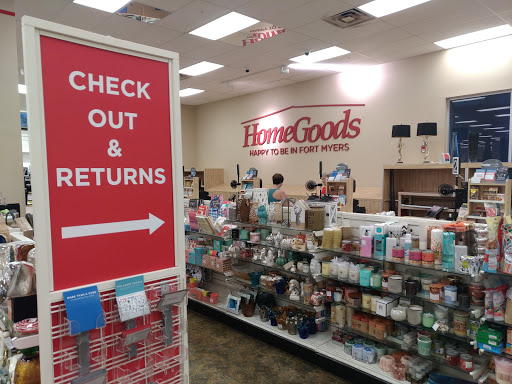 CHECK
OUT
&
RETURNS
HomeGoods
HAPPY TO BE IN FORT MYERS